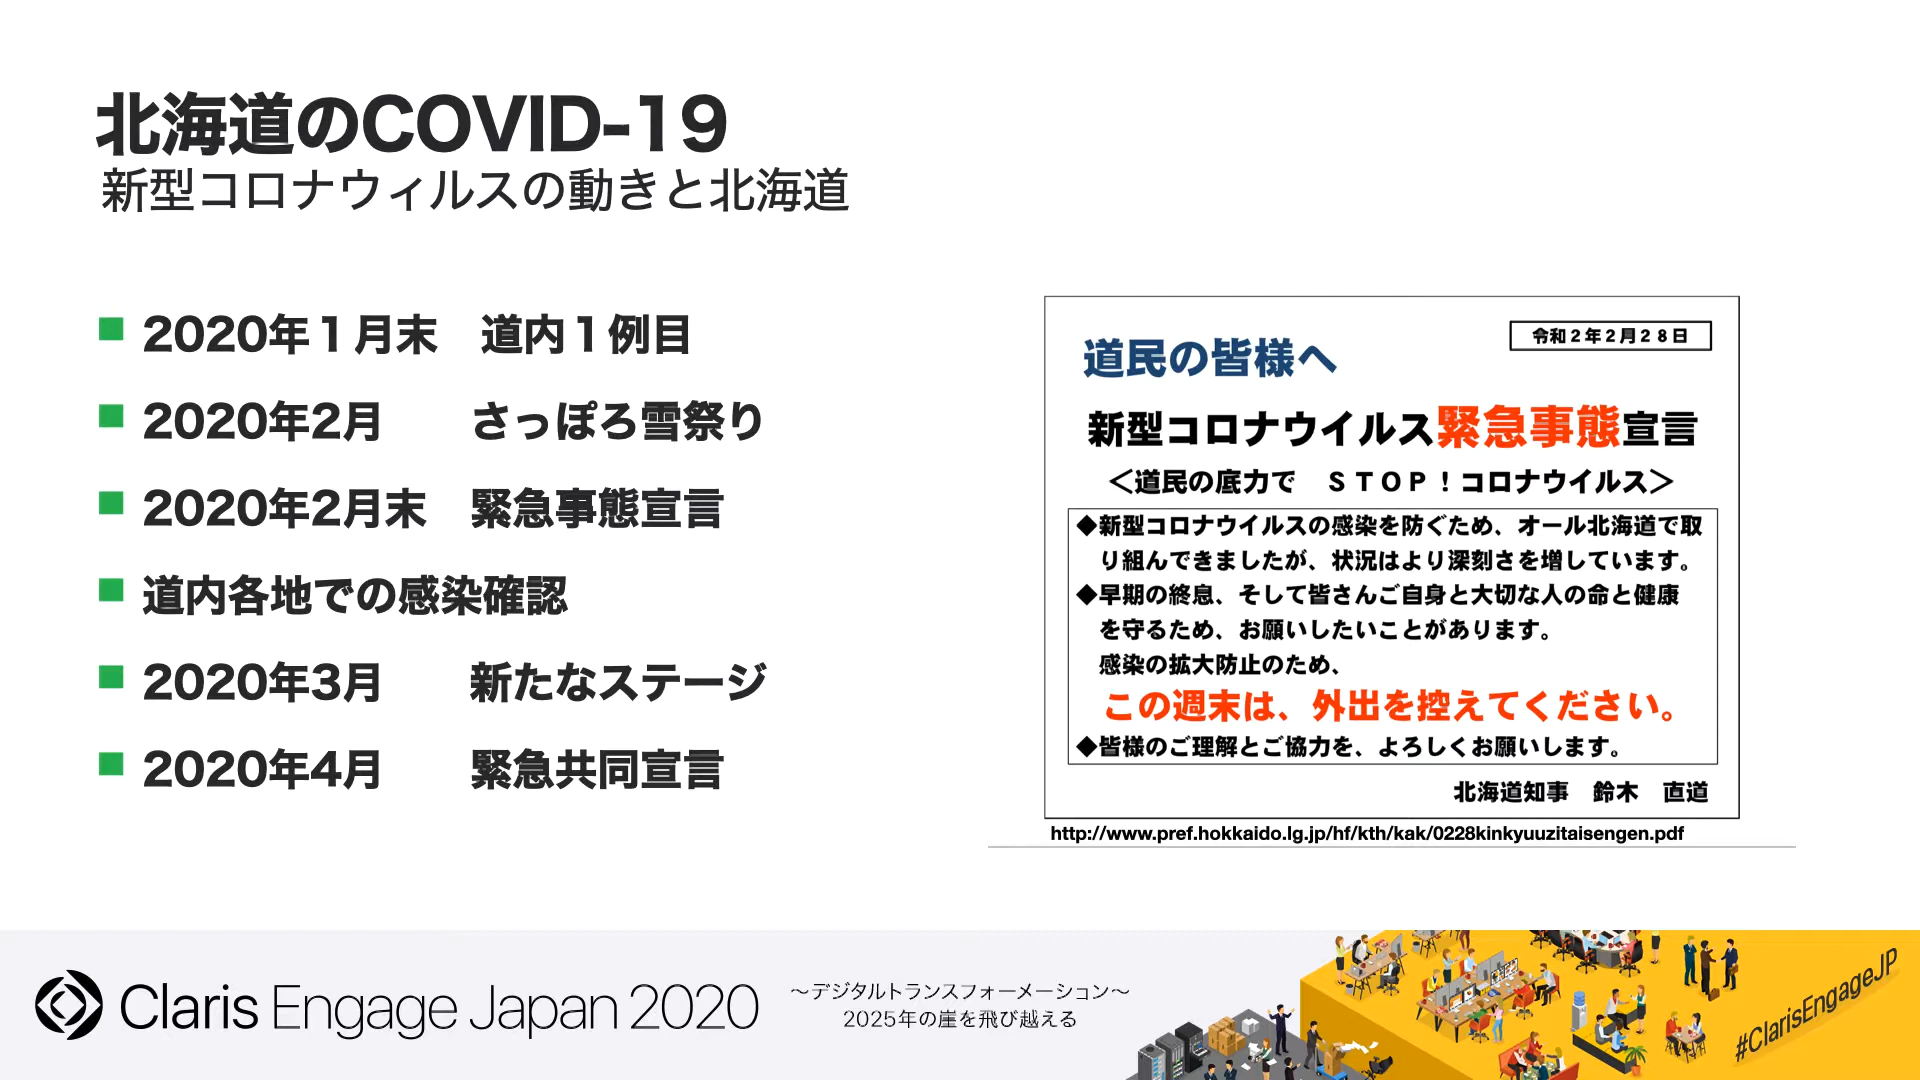 北海道のCOVID-19
新型コロナウィルスの動きと北海道
2020年１月末　道内１例目
2020年2月　　さっぽろ雪祭り
2020年2月末　緊急事態宣言
道内各地での感染確認
2020年3月　　新たなステージ
2020年4月　　緊急共同宣言
令和２年２月２８日
道民の皆様へ
新型コロナウイルス緊急事態宣言
＜道民の底力で　ＳＴＯＰ！コロナウイルス＞
◆新型コロナウイルスの感染を防ぐため、オール北海道で取
り組んできましたが、状況はより深刻さを増しています。
◆早期の終息、そして皆さんご自身と大切な人の命と健康
を守るため、お願いしたいことがあります。
感染の拡大防止のため、
この週末は、外出を控えてください。
◆皆様のご理解とご協力を、よろしくお願いします。
北海道知事　鈴木　直道
http://www.pref.hokkaido.lg.jp/hf/kth/kak/0228kinkyuuzitaisengen.pdf
Claris Engage Japan 2020
～デジタルトランスフォーメーション～
2025年の崖を飛び越える
#ClarisEngageJP